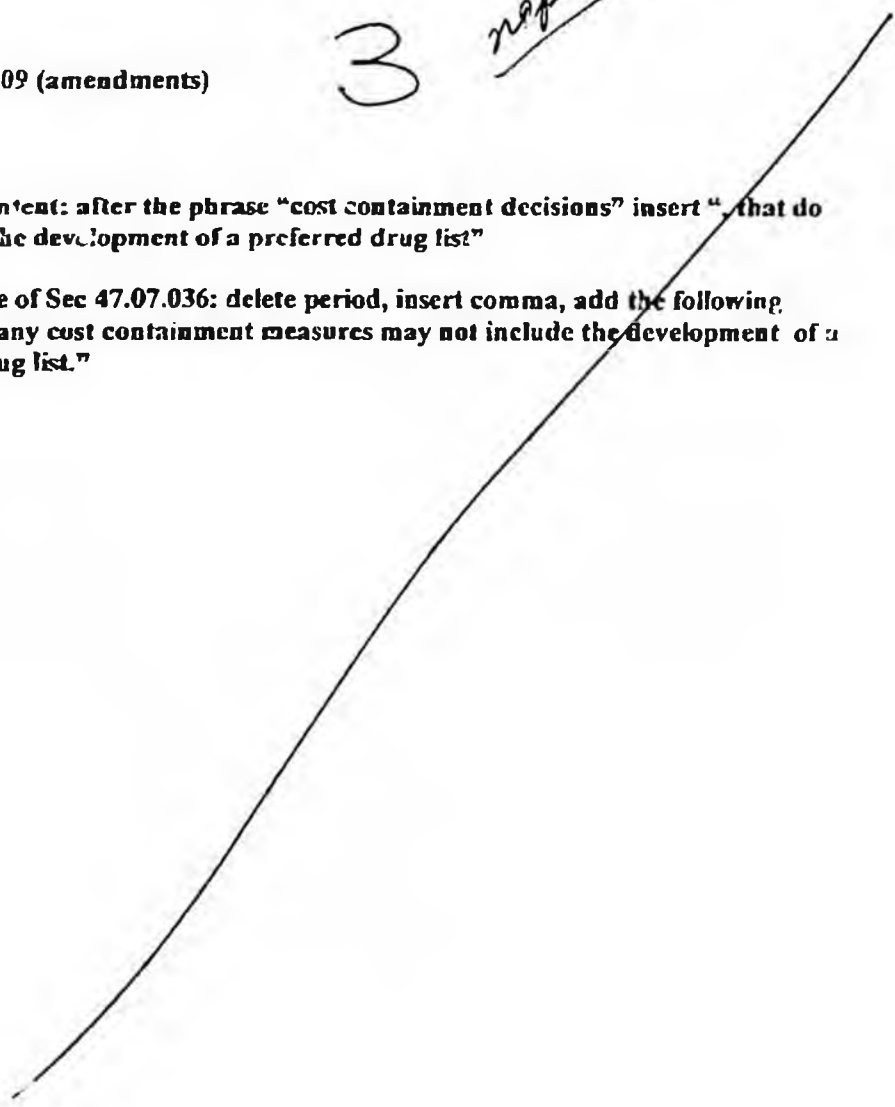 3
09 (amendments)
ntent: after the phrase “cost containment decisions” insert “, that do
he development of a preferred drug list”
e of Sec 47.07.036: delete period, insert comma, add the following
any cost containment measures may not include the development of a
ug list.”